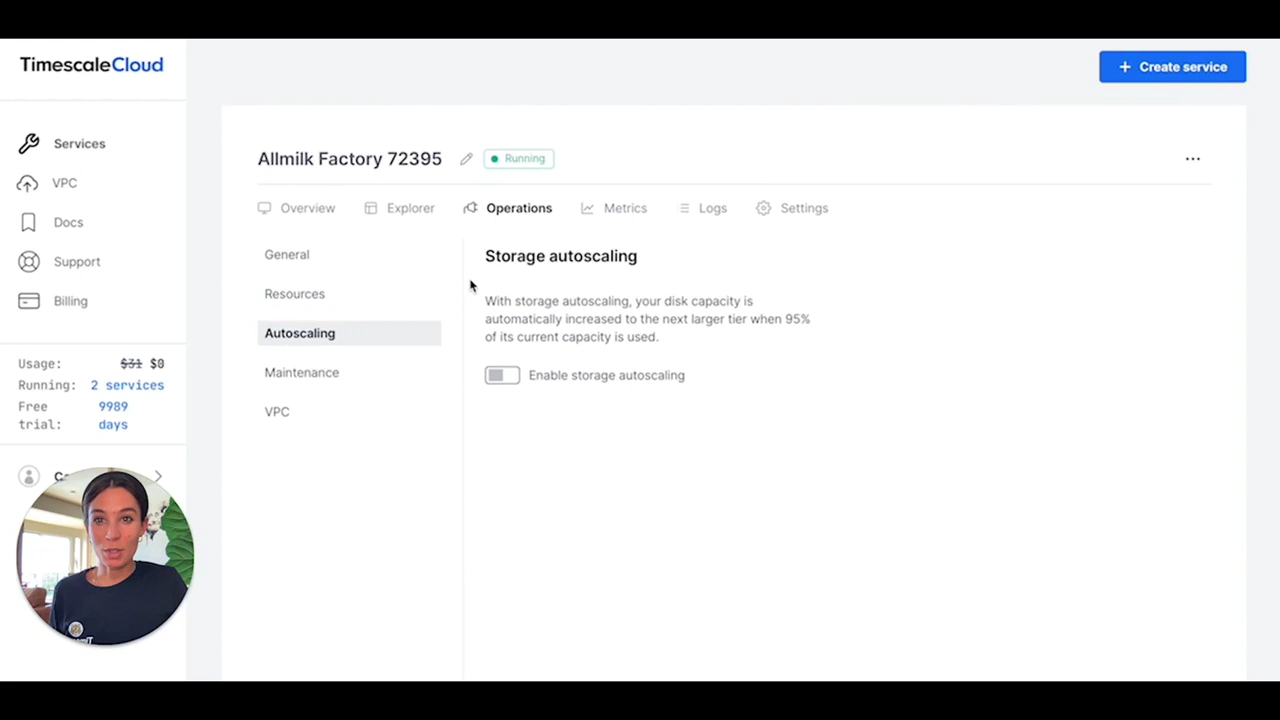 TimescaleCloud
+ Create service
Services
VPC
Docs
Support
Billing
Usage: $31 $0
Running: 2 services
Free 9989
trial: days
Allmilk Factory 72395
Running
...
Overview
Explorer
Operations
Metrics
Logs
Settings
General
Resources
Autoscaling
Maintenance
VPC
Storage autoscaling
With storage autoscaling, your disk capacity is
automatically increased to the next larger tier when 95%
of its current capacity is used.
Enable storage autoscaling